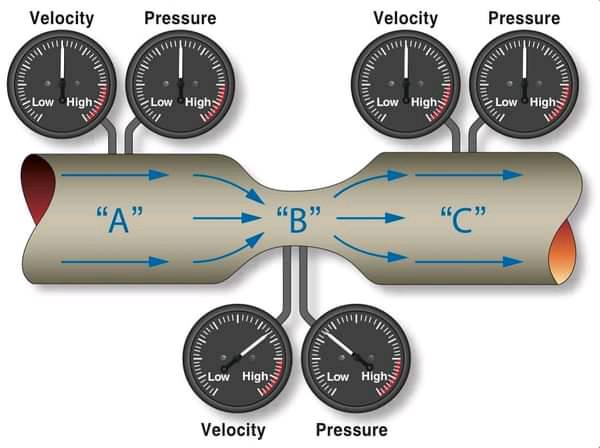 Velocity Pressure Velocity Pressure
Low High Low High Low High Low High
“A” “B” “C”
Low High Low High
Velocity Pressure